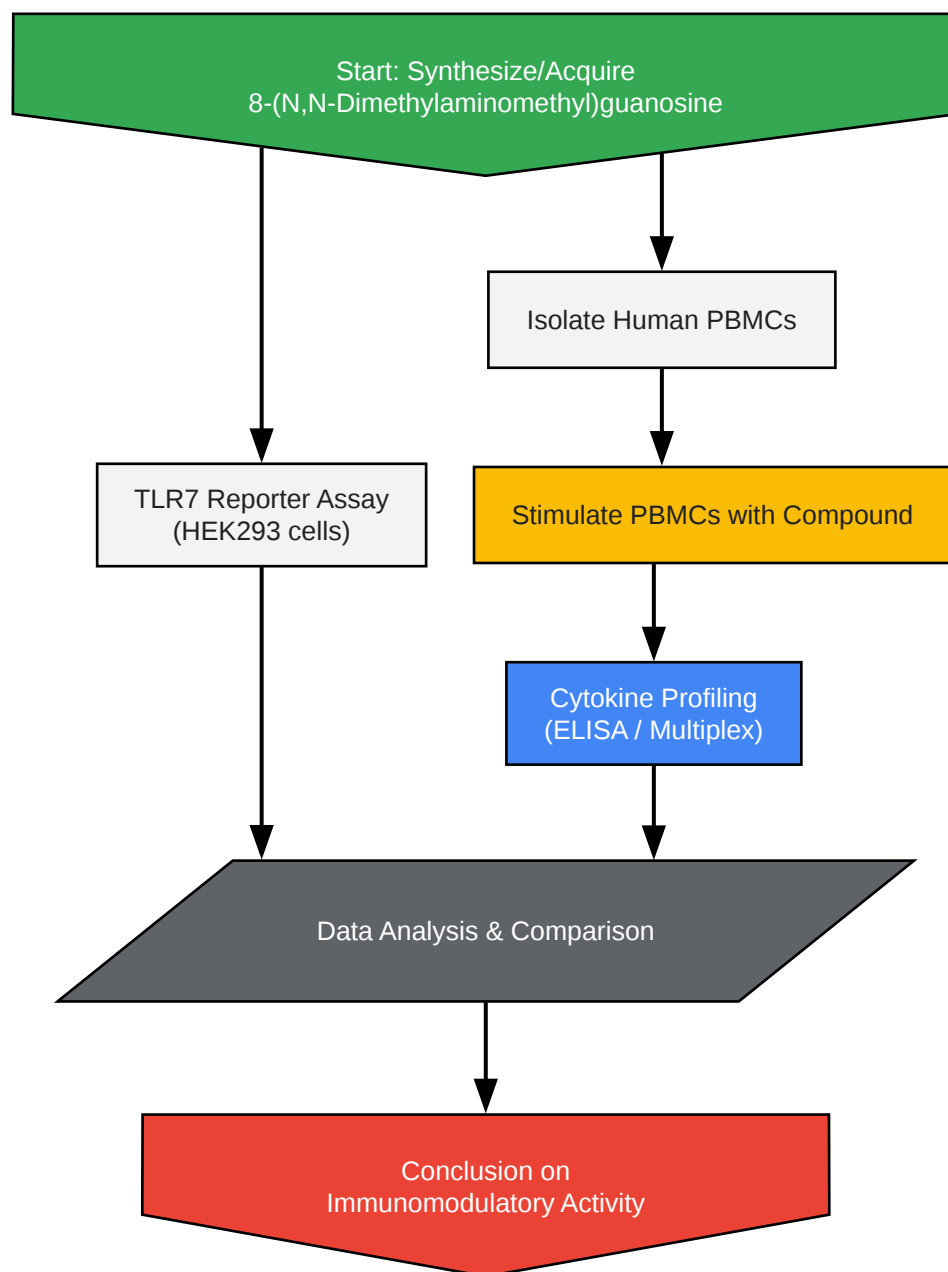 Start: Synthesize/Acquire
8-(N,N-Dimethylaminomethyl)guanosine
Isolate Human PBMCs
TLR7 Reporter Assay
(HEK293 cells)
Stimulate PBMCs with Compound
Cytokine Profiling
(ELISA / Multiplex)
Data Analysis & Comparison
Conclusion on
Immunomodulatory Activity